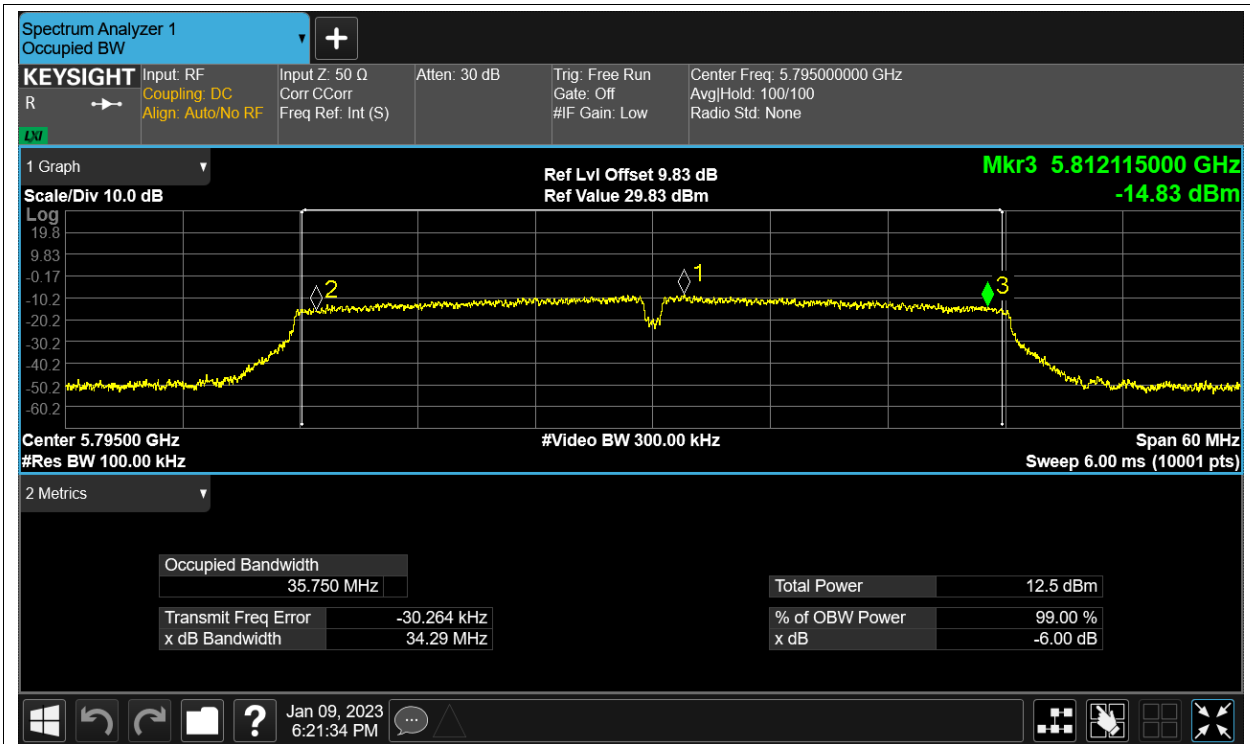 Spectrum Analyzer 1
Occupied BW
KEYSIGHT
R
LXI
Input: RF
Coupling: DC
Align: Auto/No RF
Input Z: 50 Ω
Corr CCorr
Freq Ref: Int (S)
Atten: 30 dB
Trig: Free Run
Gate: Off
#IF Gain: Low
Center Freq: 5.795000000 GHz
Avg|Hold: 100/100
Radio Std: None
1 Graph
Scale/Div 10.0 dB
Ref Lvl Offset 9.83 dB
Ref Value 29.83 dBm
Mkr3 5.812115000 GHz
-14.83 dBm
Log
19.8
9.83
-0.17
-10.2
-20.2
-30.2
-40.2
-50.2
-60.2
2
1
3
Center 5.79500 GHz
#Res BW 100.00 kHz
#Video BW 300.00 kHz
Span 60 MHz
Sweep 6.00 ms (10001 pts)
2 Metrics
Occupied Bandwidth
35.750 MHz
Transmit Freq Error -30.264 kHz
x dB Bandwidth 34.29 MHz
Total Power 12.5 dBm
% of OBW Power 99.00 %
x dB -6.00 dB
?
Jan 09, 2023
6:21:34 PM